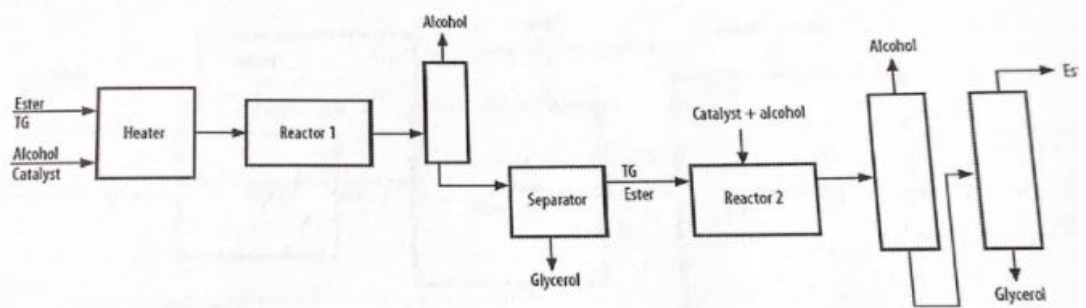 Alcohol
Alcohol
Ester
TG
Heater
Reactor 1
Catalyst + alcohol
Alcohol
Catalyst
TG
Ester
Separator
Reactor 2
Glycerol
Glycerol